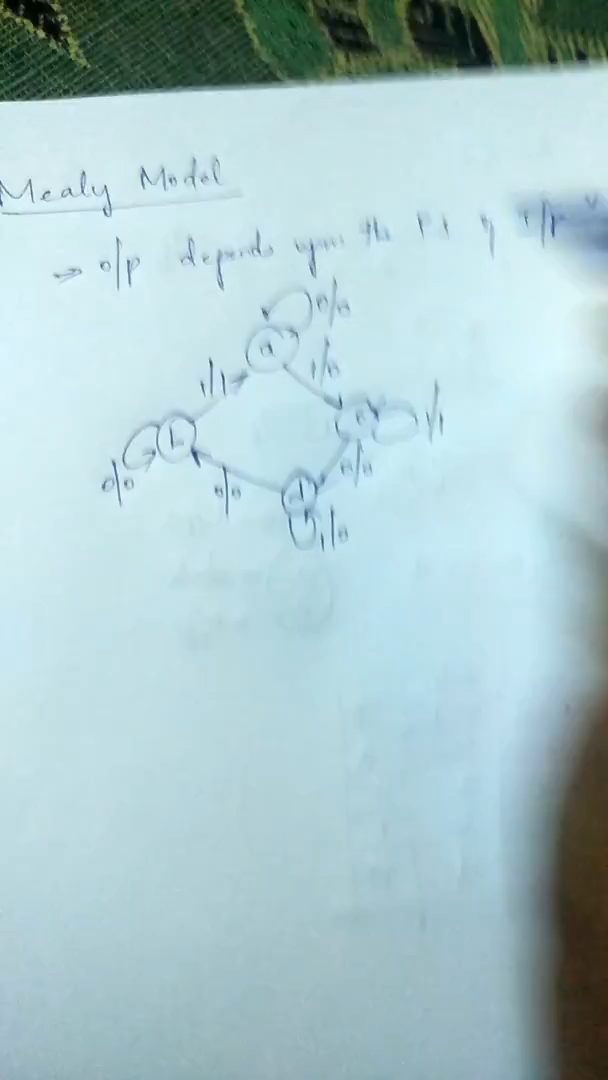 Mealy Model
⇒ o/p depends upon the P.S of I/P
0/0
a
1/1
1/0
b
c
1/1
0/0
0/0
0/0
d
1/0